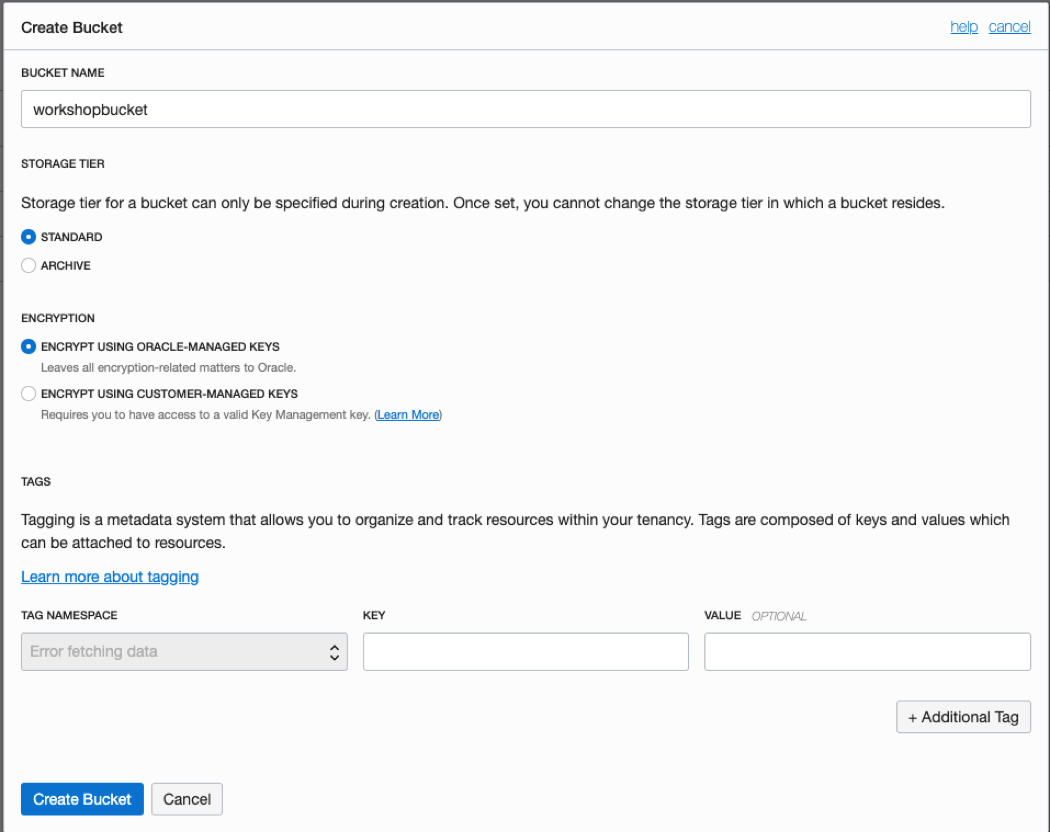 Create Bucket help cancel
BUCKET NAME
workshopbucket
STORAGE TIER
Storage tier for a bucket can only be specified during creation. Once set, you cannot change the storage tier in which a bucket resides.
STANDARD
ARCHIVE
ENCRYPTION
ENCRYPT USING ORACLE-MANAGED KEYS
Leaves all encryption-related matters to Oracle.
ENCRYPT USING CUSTOMER-MANAGED KEYS
Requires you to have access to a valid Key Management key. (Learn More)
TAGS
Tagging is a metadata system that allows you to organize and track resources within your tenancy. Tags are composed of keys and values which
can be attached to resources.
Learn more about tagging
TAG NAMESPACE KEY VALUE OPTIONAL
Error fetching data
+ Additional Tag
Create Bucket Cancel